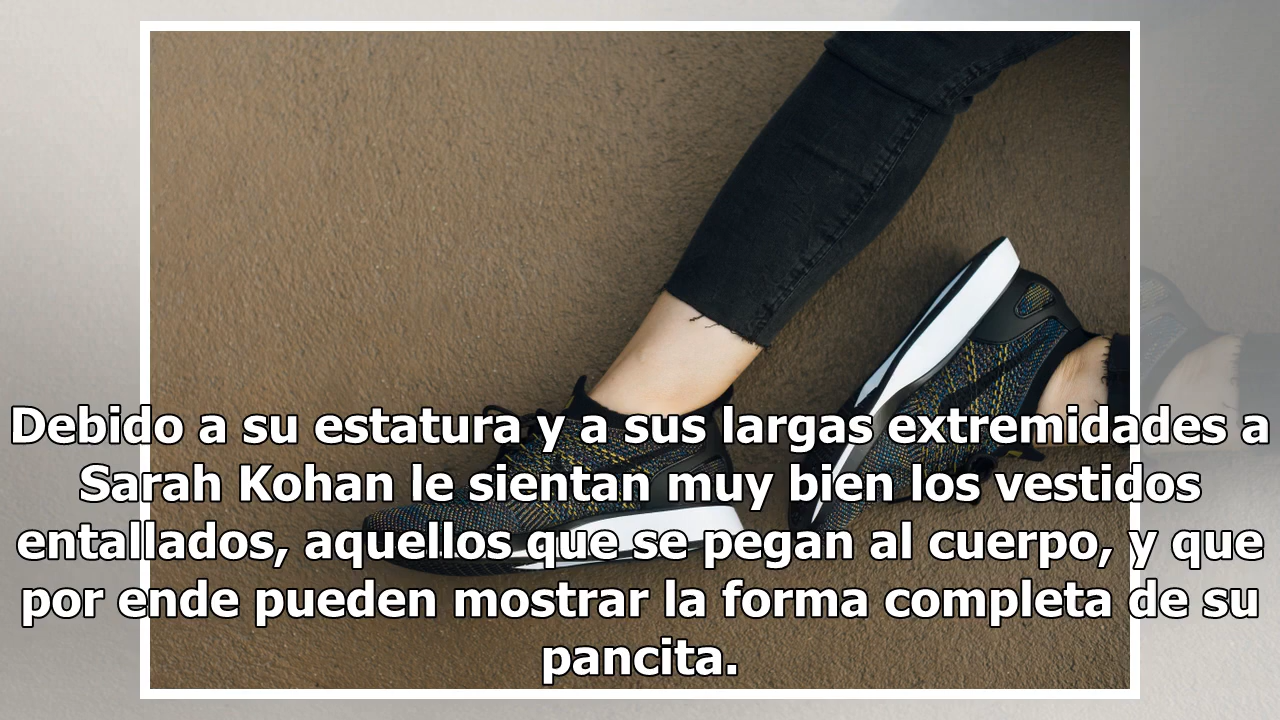 Debido a su estatura y a sus largas extremidades a
Sarah Kohan le sientan muy bien los vestidos
entallados, aquellos que se pegan al cuerpo, y que
por ende pueden mostrar la forma completa de su
pancita.